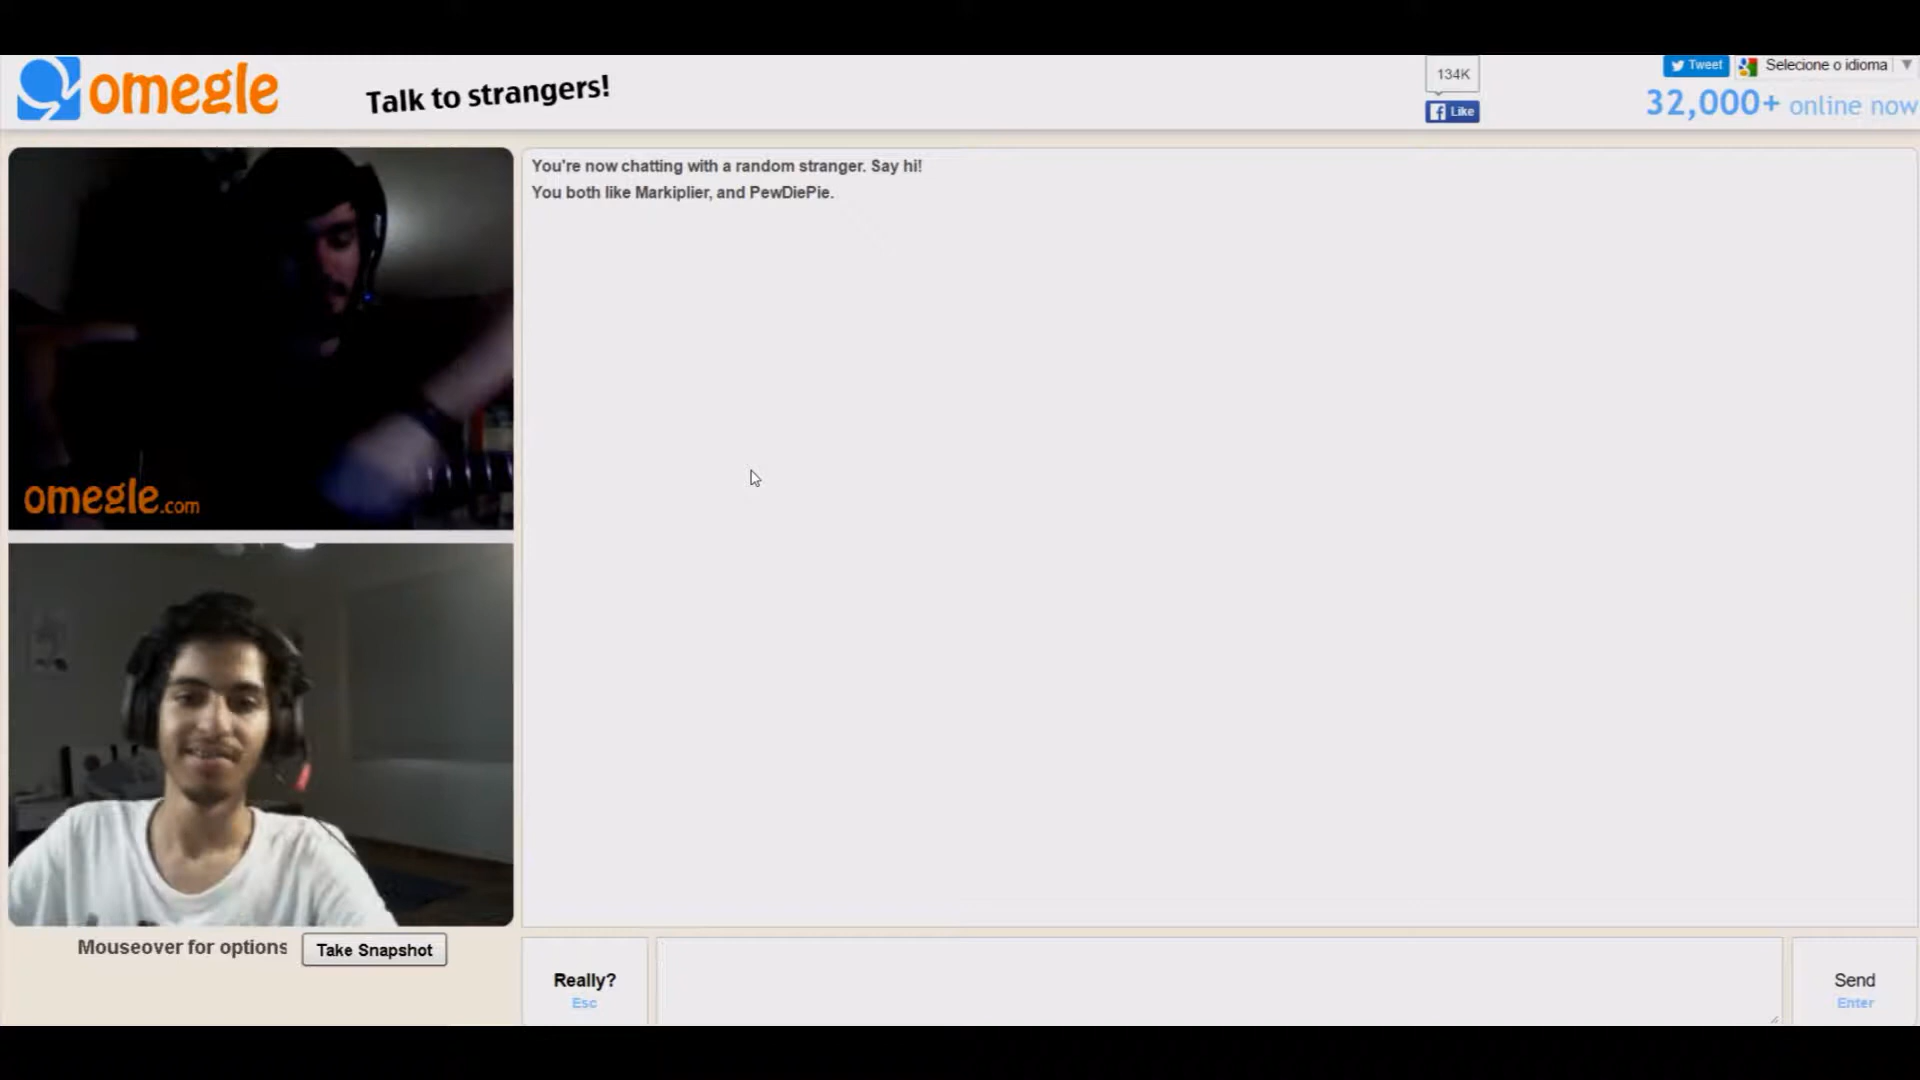 omegle
Talk to strangers!
134K
Like
Tweet
Selecione o idioma
32,000+ online now
You're now chatting with a random stranger. Say hi!
You both like Markiplier, and PewDiePie.
omegle.com
Mouseover for options
Take Snapshot
Really?
Esc
Send
Enter